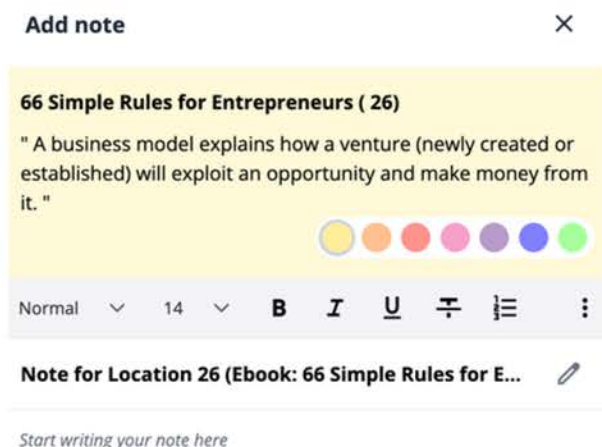 Add note
66 Simple Rules for Entrepreneurs ( 26)
" A business model explains how a venture (newly created or
established) will exploit an opportunity and make money from
it. "
Normal 14 B I U T
Note for Location 26 (Ebook: 66 Simple Rules for E...
Start writing your note here